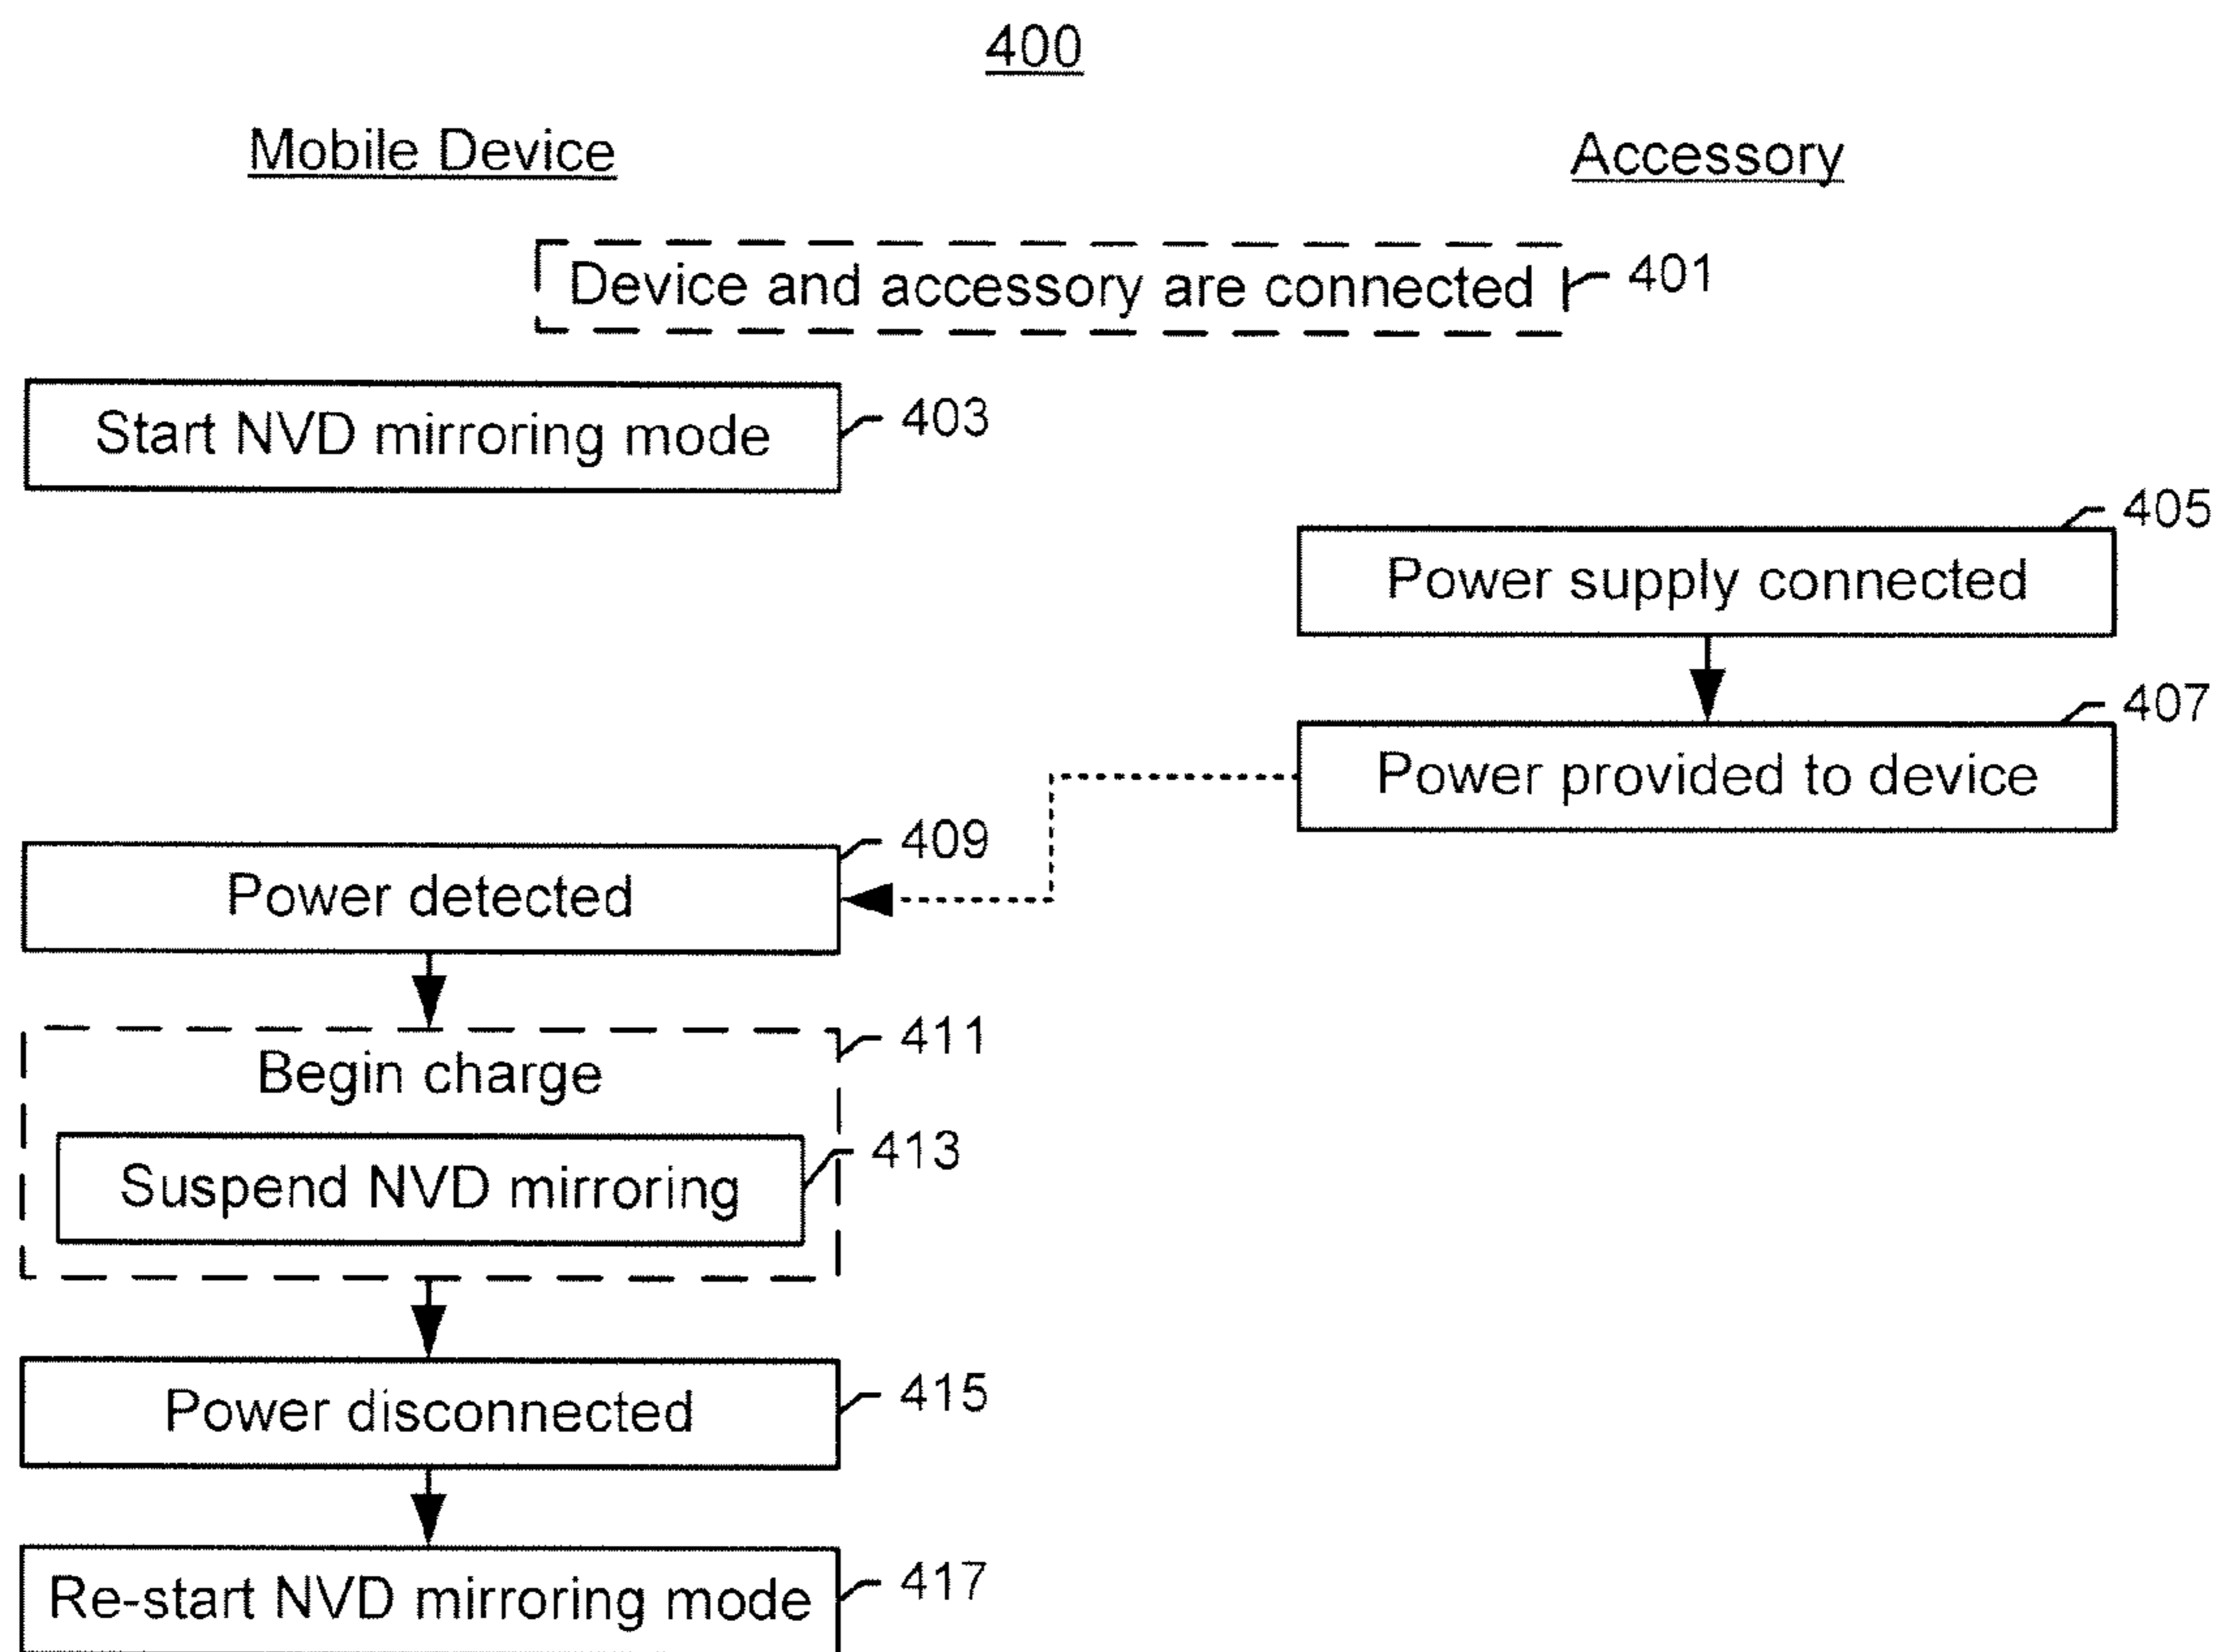 400
Mobile Device
Accessory
Device and accessory are connected
401
Start NVD mirroring mode
403
Power supply connected
405
Power provided to device
407
Power detected
409
Begin charge
411
Suspend NVD mirroring
413
Power disconnected
415
Re-start NVD mirroring mode
417